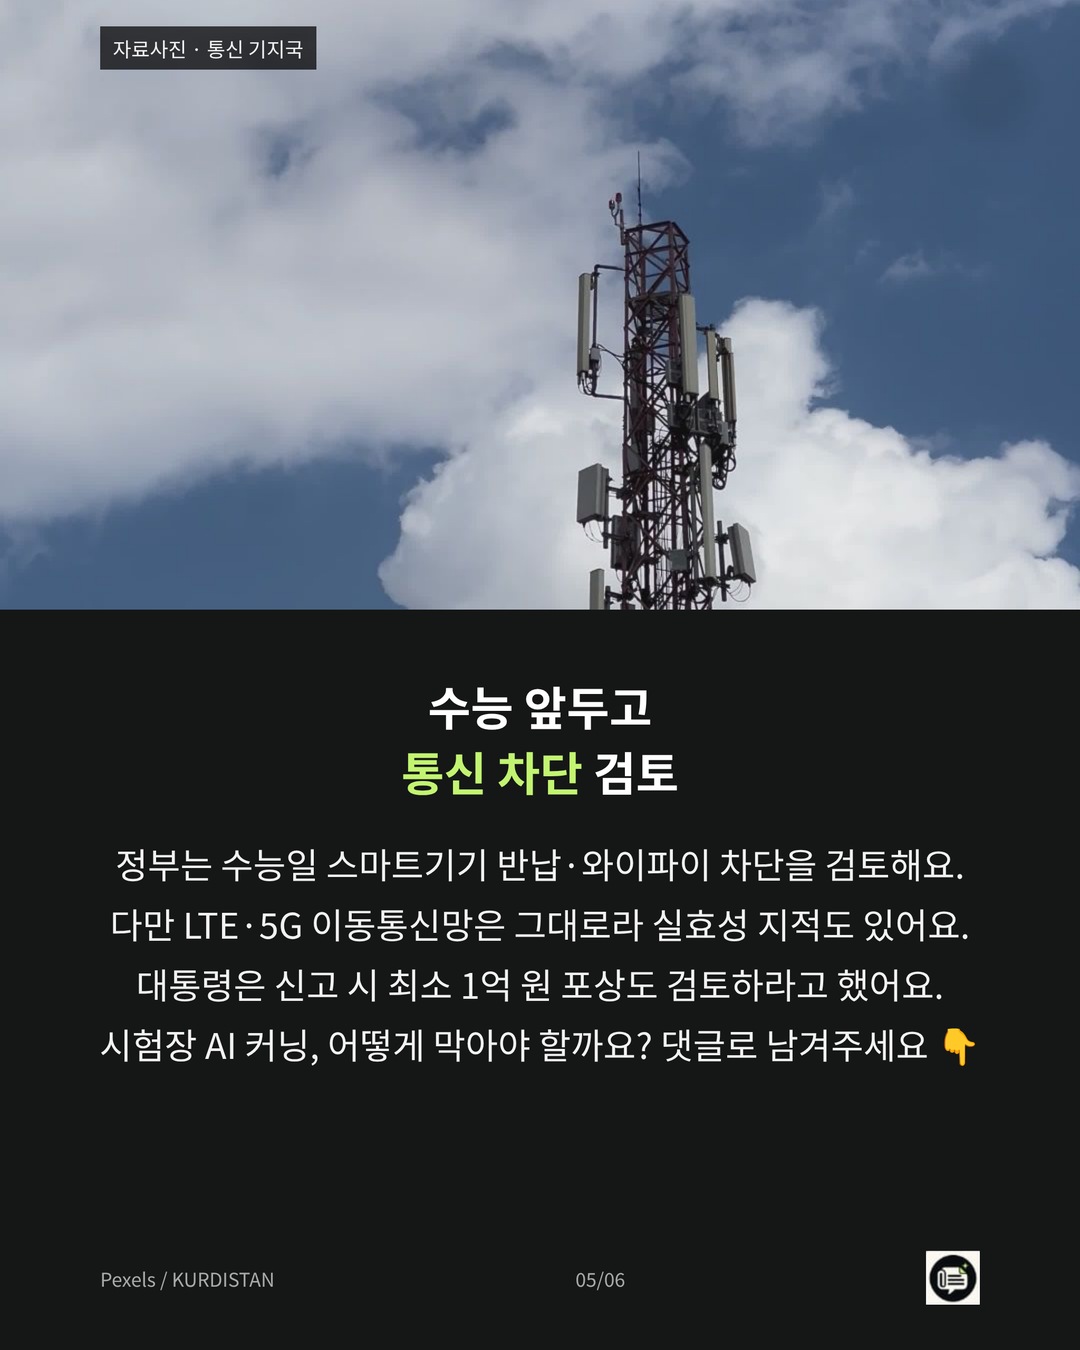 자료사진 · 통신 기지국
수능 앞두고
통신 차단 검토
정부는 수능일 스마트기기 반납·와이파이 차단을 검토해요.
다만 LTE·5G 이동통신망은 그대로라 실효성 지적도 있어요.
대통령은 신고 시 최소 1억 원 포상도 검토하라고 했어요.
시험장 AI 커닝, 어떻게 막아야 할까요? 댓글로 남겨주세요 👇
Pexels / KURDISTAN
05/06